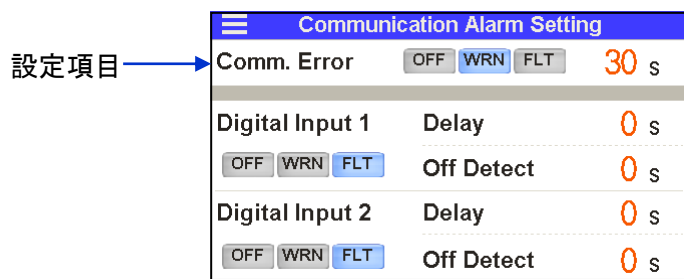 Communication Alarm Setting
設定項目
Comm. Error OFF WRN FLT 30 s
Digital Input 1 Delay 0 s
OFF WRN FLT Off Detect 0 s
Digital Input 2 Delay 0 s
OFF WRN FLT Off Detect 0 s